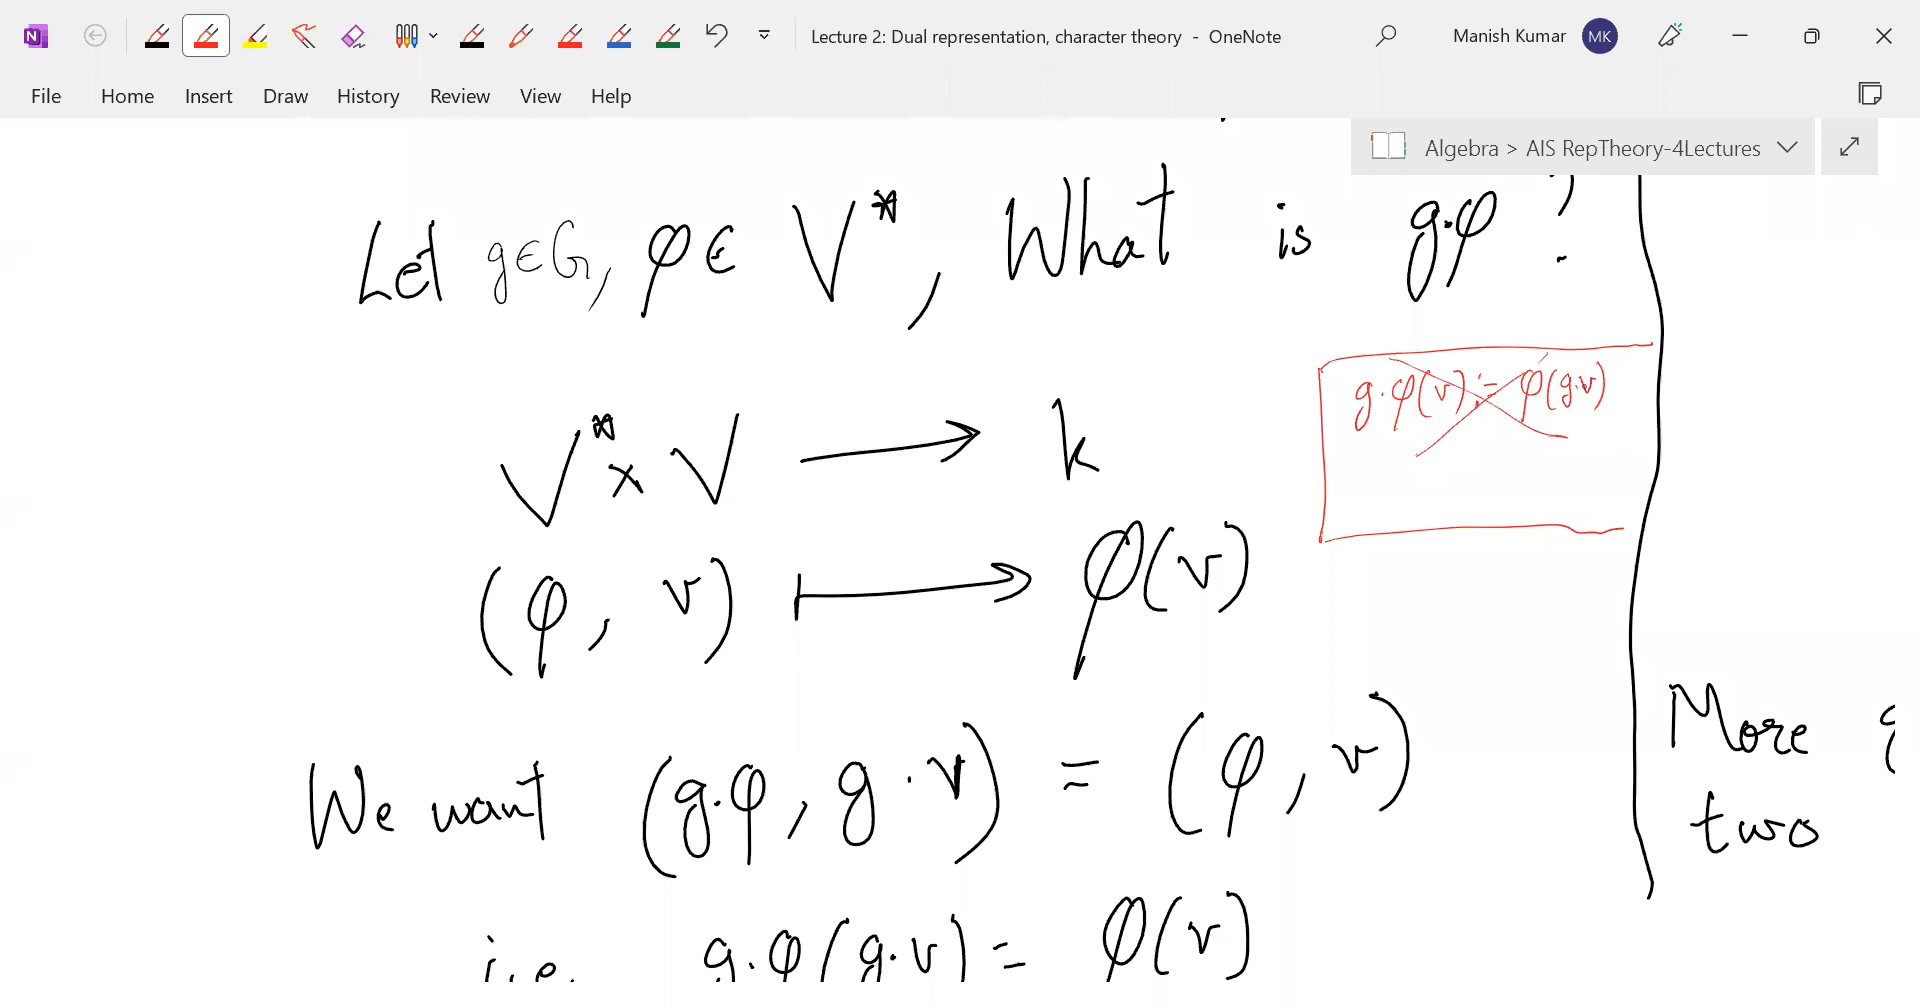 Lecture 2: Dual representation, character theory - OneNote
Manish Kumar MK
File Home Insert Draw History Review View Help
Algebra > AIS RepTheory-4Lectures
Let g∈G, φ∈ V*, What is g.φ ?
g.φ(v) := φ(g.v)
V* × V ⟶ k
(φ, v) ⟼ φ(v)
We want (g.φ, g.v) = (φ, v)
i.e. g.φ(g.v) = φ(v)
More
two